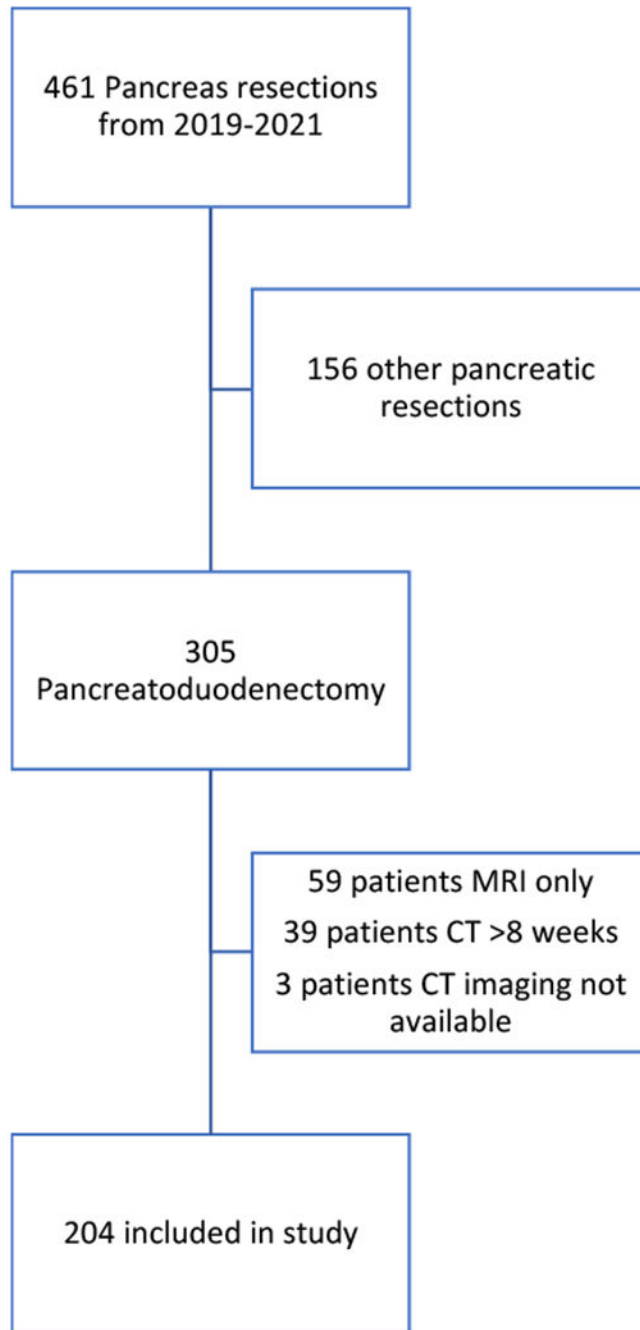 461 Pancreas resections
from 2019-2021
156 other pancreatic
resections
305
Pancreatoduodenectomy
59 patients MRI only
39 patients CT >8 weeks
3 patients CT imaging not
available
204 included in study